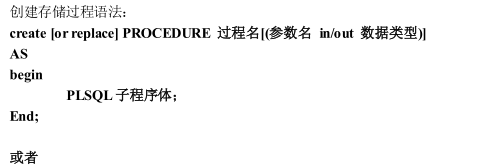 创建存储过程语法:
create [or replace] PROCEDURE 过程名[(参数名 in/out 数据类型)]
AS
begin
PLSQL 子程序体;
End;
或者